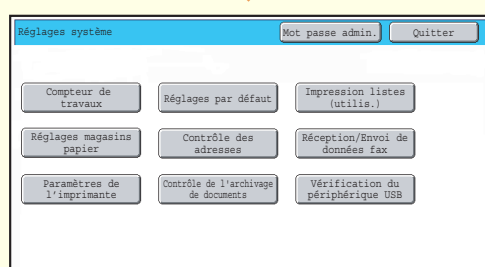 Réglages système
Mot passe admin.
Quitter
Compteur de
travaux
Réglages par défaut
Impression listes
(utilis.)
Réglages magasins
papier
Contrôle des
adresses
Réception/Envoi de
données fax
Paramètres de
l'imprimante
Contrôle de l'archivage
de documents
Vérification du
périphérique USB